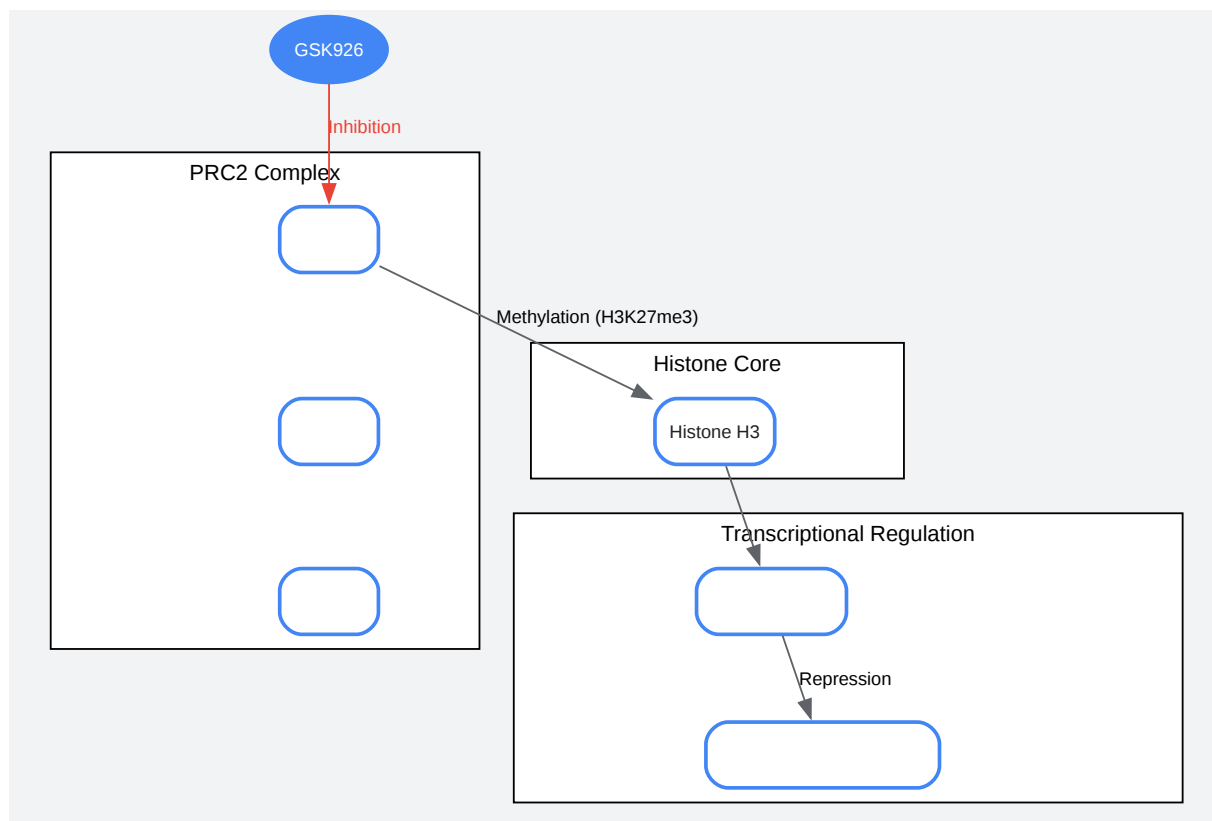 GSK926
Inhibition
PRC2 Complex
Methylation (H3K27me3)
Histone Core
Histone H3
Transcriptional Regulation
Repression